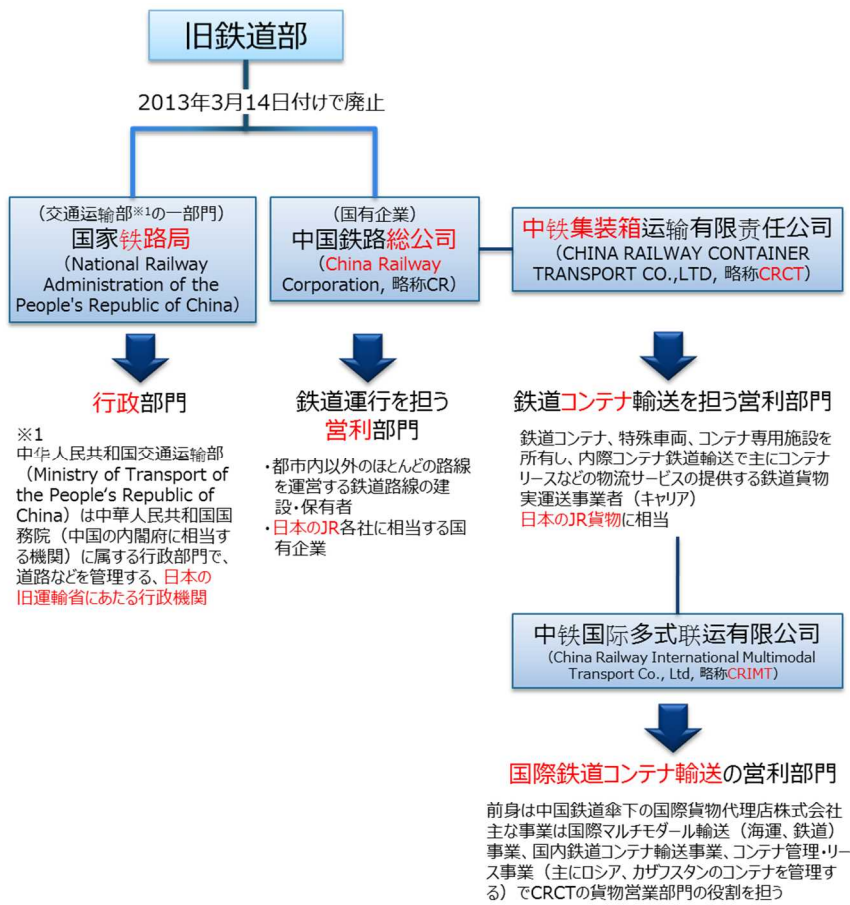 旧鉄道部
2013年3月14日付けで廃止
（交通运输部※1の一部門）
国家铁路局
（National Railway
Administration of the
People's Republic of China）
（国有企業）
中国鉄路総公司
（China Railway
Corporation, 略称CR）
中铁集装箱运输有限责任公司
（CHINA RAILWAY CONTAINER
TRANSPORT CO.,LTD, 略称CRCT）
行政部門
※1
中华人民共和国交通运输部
（Ministry of Transport of
the People‘s Republic of
China）は中華人民共和国国
務院（中国の内閣府に相当す
る機関）に属する行政部門で、
道路などを管理する、日本の
旧運輸省にあたる行政機関
鉄道運行を担う
営利部門
・都市内以外のほとんどの路線
を運営する鉄道路線の建
設・保有者
・日本のJR各社に相当する国
有企業
鉄道コンテナ輸送を担う営利部門
鉄道コンテナ、特殊車両、コンテナ専用施設を
所有し、内際コンテナ鉄道輸送で主にコンテナ
リースなどの物流サービスの提供する鉄道貨物
実運送事業者（キャリア）
日本のJR貨物に相当
中铁国际多式联运有限公司
（China Railway International Multimodal
Transport Co., Ltd, 略称CRIMT）
国際鉄道コンテナ輸送の営利部門
前身は中国鉄道傘下の国際貨物代理店株式会社
主な事業は国際マルチモダール輸送（海運、鉄道）
事業、国内鉄道コンテナ輸送事業、コンテナ管理・リー
ス事業（主にロシア、カザフスタンのコンテナを管理す
る）でCRCTの貨物営業部門の役割を担う